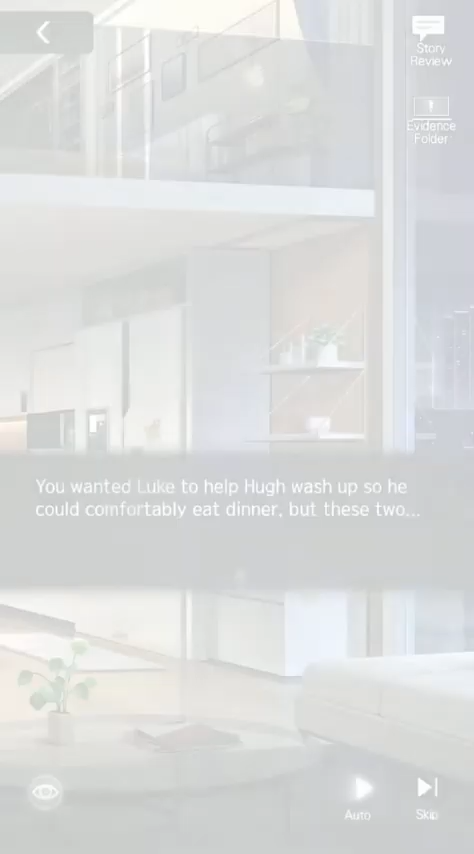 Story
Review
Evidence
Folder
You wanted Luke to help Hugh wash up so he
could comfortably eat dinner, but these two...
Auto
Skip